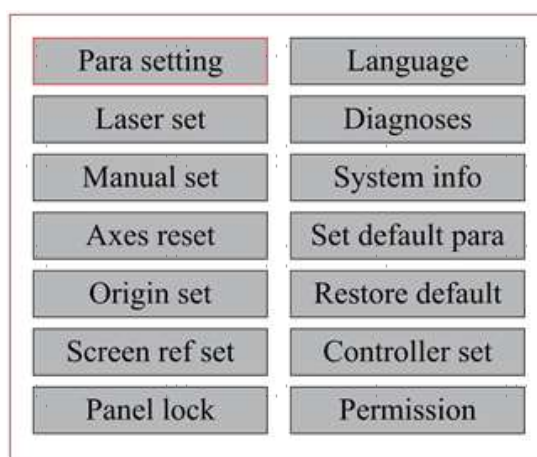 Para setting
Language
Laser set
Diagnoses
Manual set
System info
Axes reset
Set default para
Origin set
Restore default
Screen ref set
Controller set
Panel lock
Permission